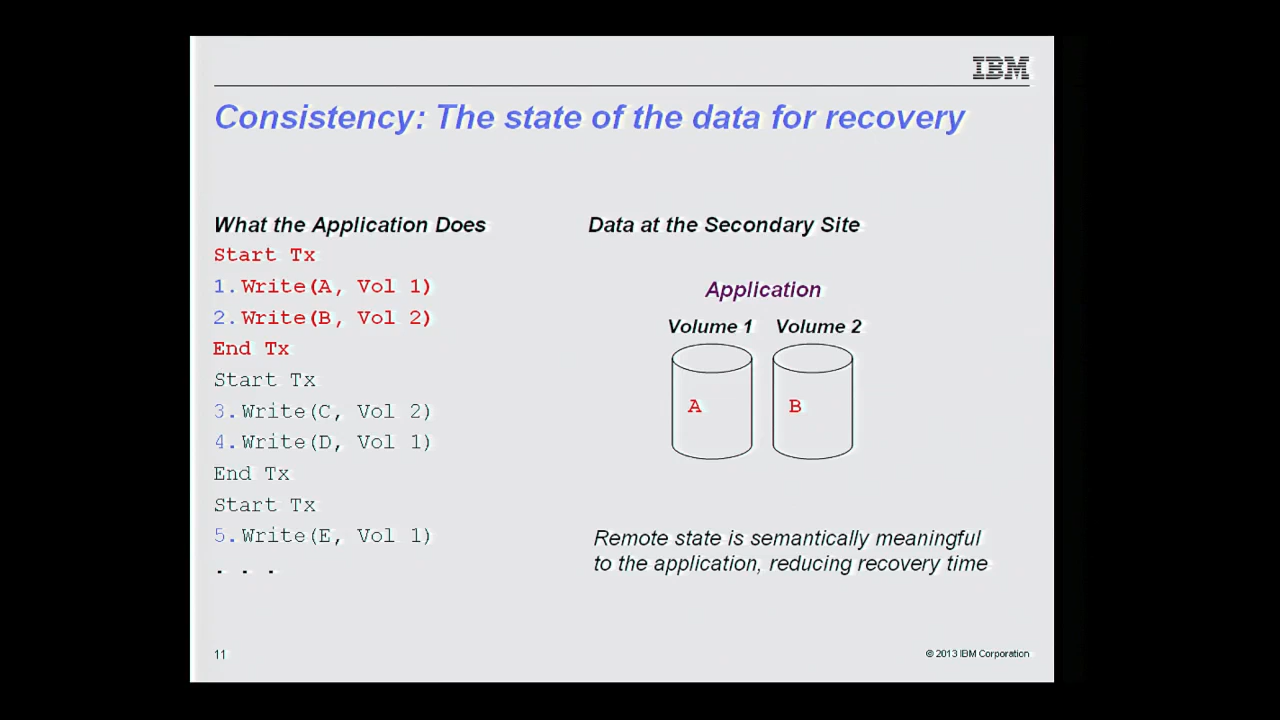 IBM
Consistency: The state of the data for recovery
What the Application Does
Start Tx
1. Write(A, Vol 1)
2. Write(B, Vol 2)
End Tx
Start Tx
3. Write(C, Vol 2)
4. Write(D, Vol 1)
End Tx
Start Tx
5. Write(E, Vol 1)
. . .
Data at the Secondary Site
Application
Volume 1 Volume 2
A B
Remote state is semantically meaningful
to the application, reducing recovery time
11
© 2013 IBM Corporation